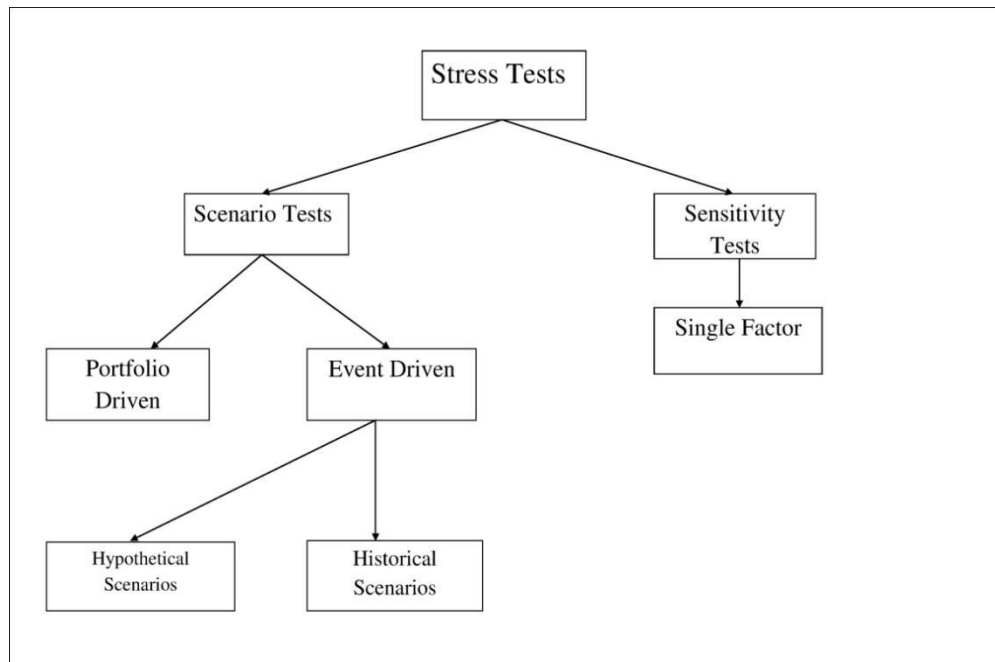 Stress Tests
Scenario Tests
Sensitivity
Tests
Single Factor
Portfolio
Driven
Event Driven
Hypothetical
Scenarios
Historical
Scenarios